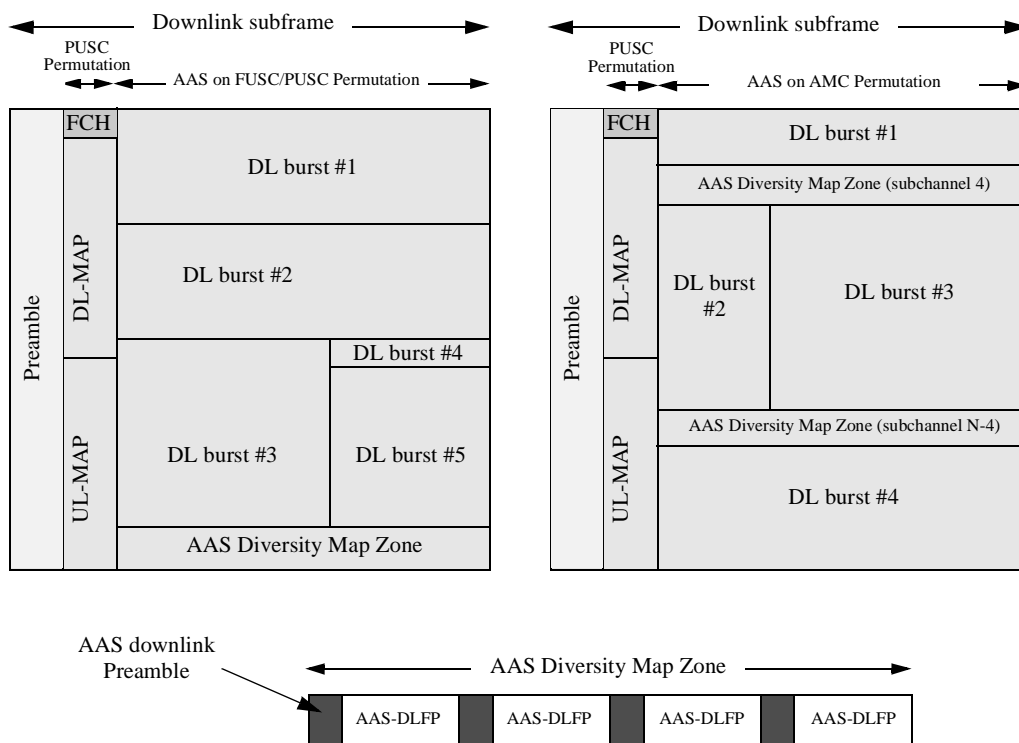 Downlink subframe
PUSC
Permutation
AAS on FUSC/PUSC Permutation
FCH
DL burst #1
DL-MAP
DL burst #2
Preamble
DL burst #4
UL-MAP
DL burst #3
DL burst #5
AAS Diversity Map Zone
Downlink subframe
PUSC
Permutation
AAS on AMC Permutation
FCH
DL burst #1
AAS Diversity Map Zone (subchannel 4)
DL-MAP
DL burst
#2
DL burst #3
Preamble
AAS Diversity Map Zone (subchannel N-4)
UL-MAP
DL burst #4
AAS downlink
Preamble
AAS Diversity Map Zone
AAS-DLFP
AAS-DLFP
AAS-DLFP
AAS-DLFP